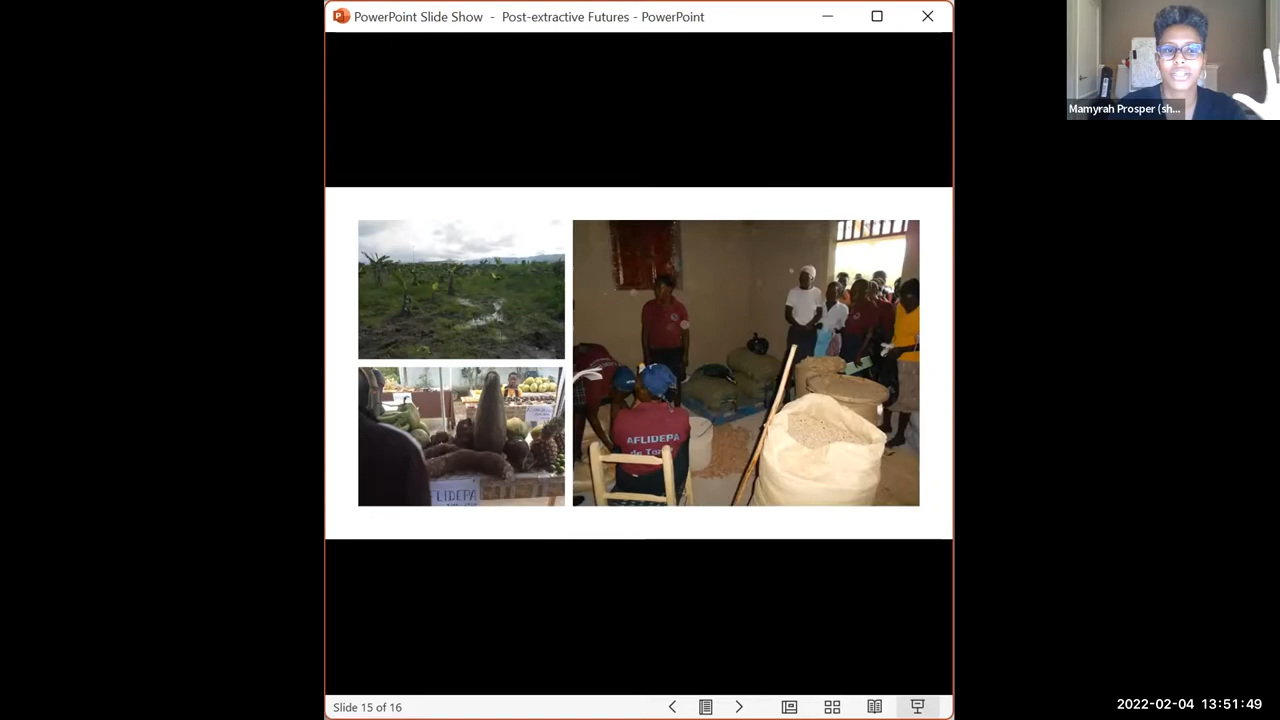 PowerPoint Slide Show - Post-extractive Futures - PowerPoint
Mamyrah Prosper (sh...
AFLIDEPA
LIDEPA
Slide 15 of 16
2022-02-04 13:51:49